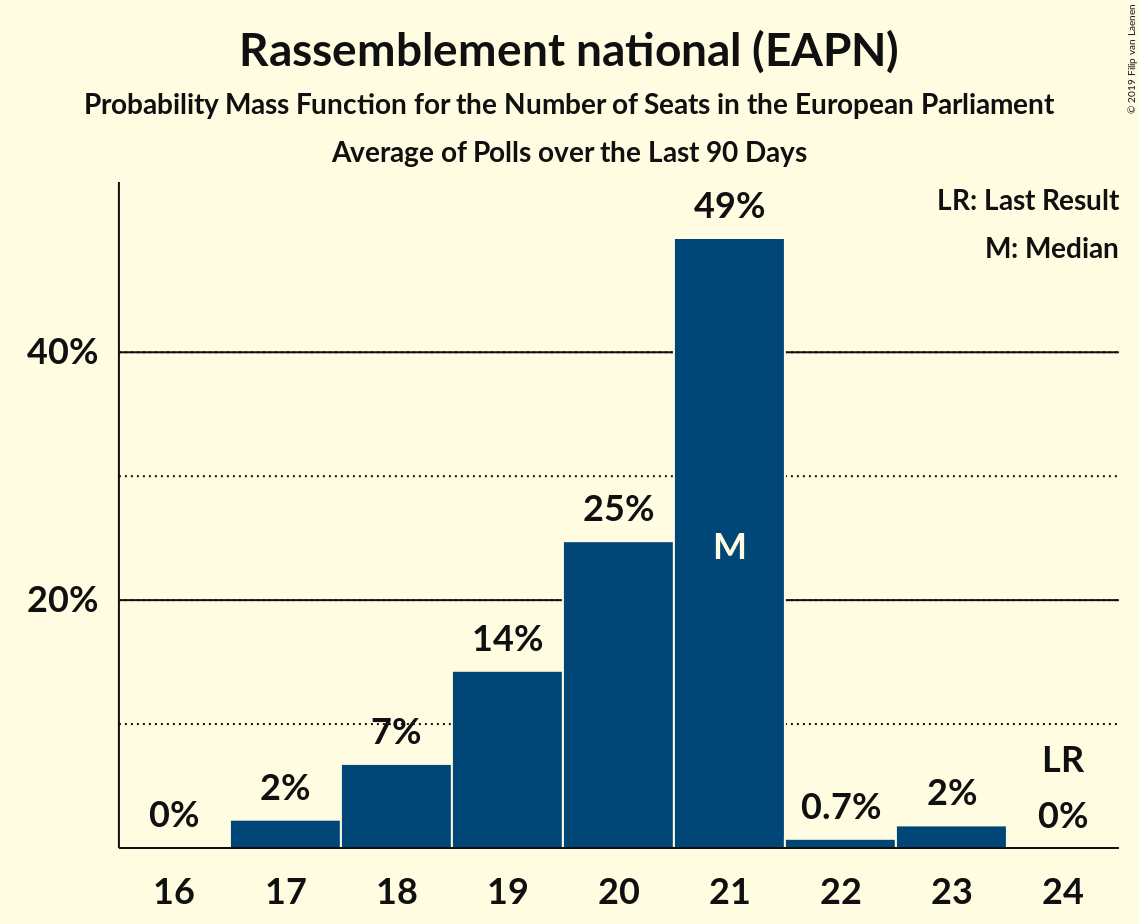 Rassemblement national (EAPN)
Probability Mass Function for the Number of Seats in the European Parliament
Average of Polls over the Last 90 Days
© 2019 Filip van Laenen
LR: Last Result
M: Median
49%
40%
25%
M
20%
14%
7%
2%
0%
0.7%
2%
LR
0%
16 17 18 19 20 21 22 23 24